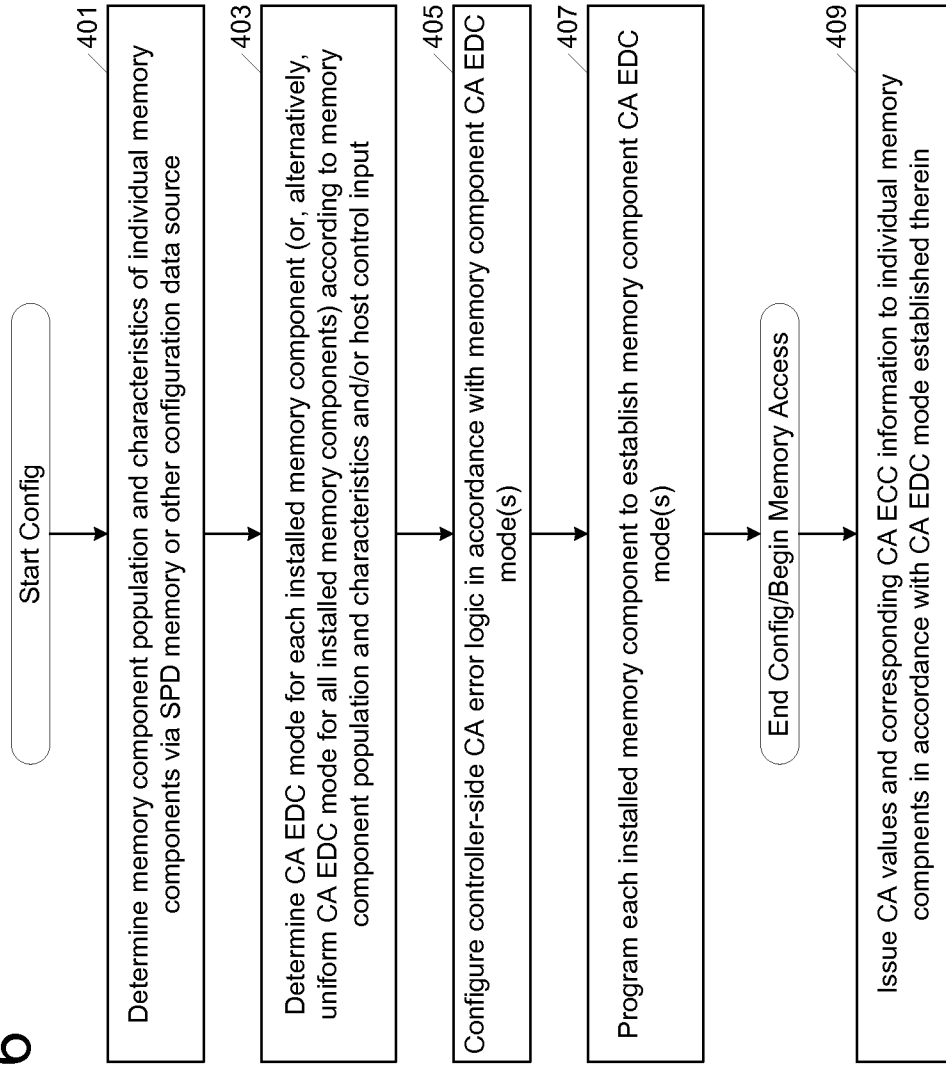 Start Config
401
Determine memory component population and characteristics of individual memory
components via SPD memory or other configuration data source
403
Determine CA EDC mode for each installed memory component (or, alternatively,
uniform CA EDC mode for all installed memory components) according to memory
component population and characteristics and/or host control input
405
Configure controller-side CA error logic in accordance with memory component CA EDC
mode(s)
407
Program each installed memory component to establish memory component CA EDC
mode(s)
End Config/Begin Memory Access
409
Issue CA values and corresponding CA ECC information to individual memory
compnents in accordance with CA EDC mode established therein